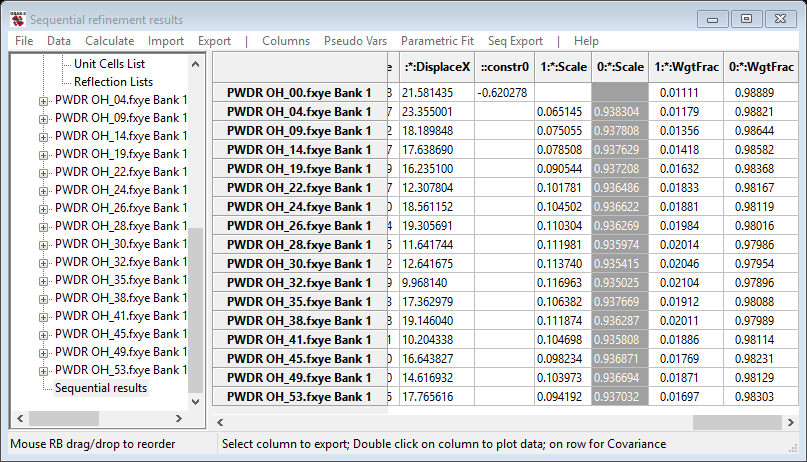 Sequential refinement results
File Data Calculate Import Export | Columns Pseudo Vars Parametric Fit Seq Export | Help
Unit Cells List
Reflection Lists
PWDR OH_04.fxye Bank 1
PWDR OH_09.fxye Bank 1
PWDR OH_14.fxye Bank 1
PWDR OH_19.fxye Bank 1
PWDR OH_22.fxye Bank 1
PWDR OH_24.fxye Bank 1
PWDR OH_26.fxye Bank 1
PWDR OH_28.fxye Bank 1
PWDR OH_30.fxye Bank 1
PWDR OH_32.fxye Bank 1
PWDR OH_35.fxye Bank 1
PWDR OH_38.fxye Bank 1
PWDR OH_41.fxye Bank 1
PWDR OH_45.fxye Bank 1
PWDR OH_49.fxye Bank 1
PWDR OH_53.fxye Bank 1
Sequential results
e :*:DisplaceX ::constr0 1:*:Scale 0:*:Scale 1:*:WgtFrac 0:*:WgtFrac
PWDR OH_00.fxye Bank 1 8 21.581435 -0.620278 0.01111 0.98889
PWDR OH_04.fxye Bank 1 7 23.355001 0.065145 0.938304 0.01179 0.98821
PWDR OH_09.fxye Bank 1 2 18.189848 0.075055 0.937808 0.01356 0.98644
PWDR OH_14.fxye Bank 1 7 17.638690 0.078508 0.937629 0.01418 0.98582
PWDR OH_19.fxye Bank 1 9 16.235100 0.090544 0.937208 0.01632 0.98368
PWDR OH_22.fxye Bank 1 2 12.307804 0.101781 0.936486 0.01833 0.98167
PWDR OH_24.fxye Bank 1 2 18.561152 0.104502 0.936622 0.01881 0.98119
PWDR OH_26.fxye Bank 1 4 19.305691 0.110304 0.936269 0.01984 0.98016
PWDR OH_28.fxye Bank 1 7 11.641744 0.111981 0.935974 0.02014 0.97986
PWDR OH_30.fxye Bank 1 2 12.641675 0.113740 0.935415 0.02046 0.97954
PWDR OH_32.fxye Bank 1 9 9.968140 0.116963 0.935025 0.02104 0.97896
PWDR OH_35.fxye Bank 1 3 17.362979 0.106382 0.937669 0.01912 0.98088
PWDR OH_38.fxye Bank 1 2 19.146040 0.111874 0.936287 0.02011 0.97989
PWDR OH_41.fxye Bank 1 1 10.204338 0.104698 0.935808 0.01886 0.98114
PWDR OH_45.fxye Bank 1 0 16.643827 0.098234 0.936871 0.01769 0.98231
PWDR OH_49.fxye Bank 1 2 14.616932 0.103973 0.936694 0.01871 0.98129
PWDR OH_53.fxye Bank 1 6 17.765616 0.094192 0.937032 0.01697 0.98303
Mouse RB drag/drop to reorder Select column to export; Double click on column to plot data; on row for Covariance